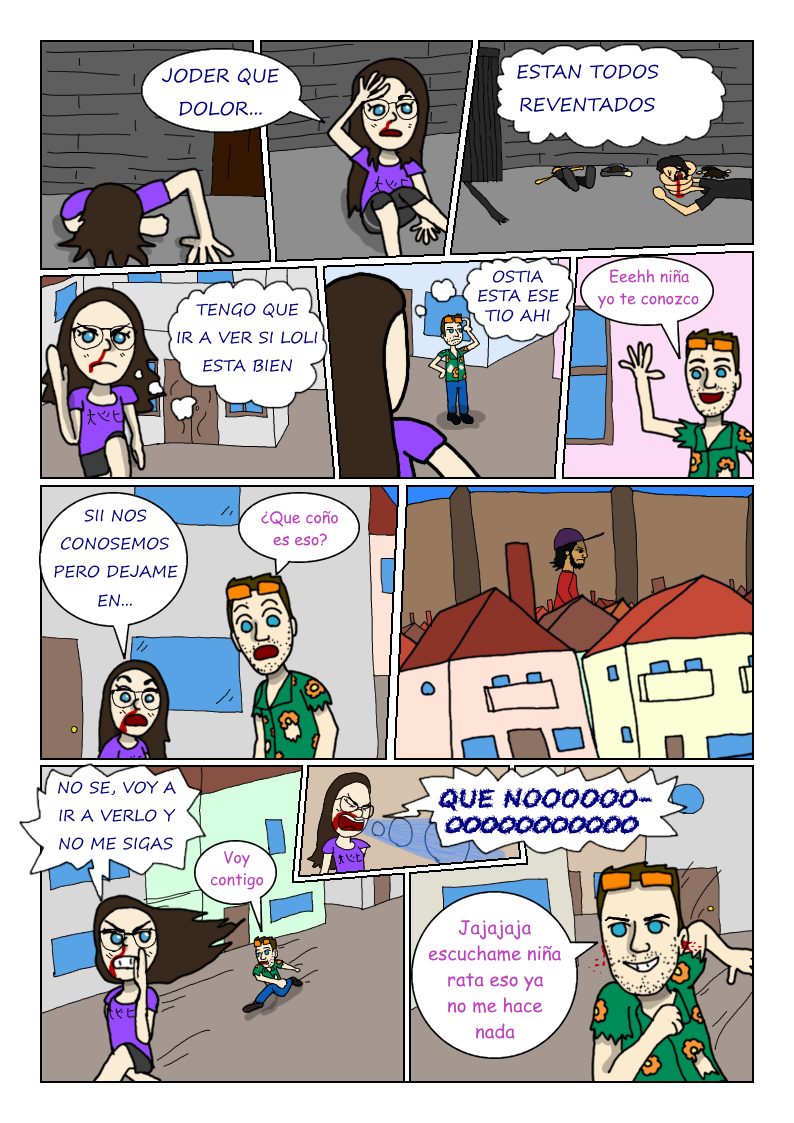 JODER QUE
DOLOR...
ESTAN TODOS
REVENTADOS
TENGO QUE
IR A VER SI LOLI
ESTA BIEN
OSTIA
ESTA ESE
TIO AHI
Eeehh niña
yo te conozco
SII NOS
CONOSEMOS
PERO DEJAME
EN...
¿Que coño
es eso?
NO SE, VOY A
IR A VERLO Y
NO ME SIGAS
Voy
contigo
QUE NOOOOOO-
OOOOOOOOOOO
Jajajaja
escuchame niña
rata eso ya
no me hace
nada